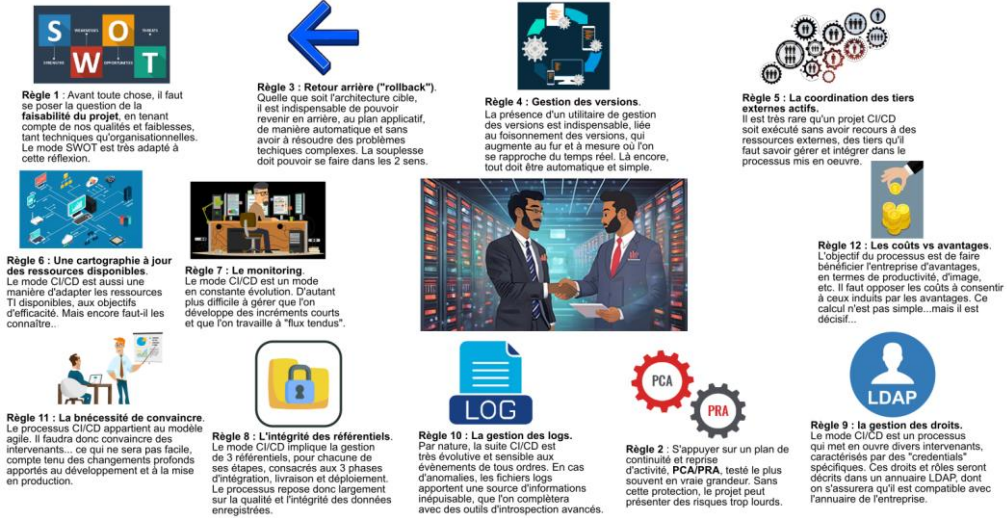 S
O
W
T
WEAKNESSES
THREATS
STRENGTHS
OPPORTUNITIES
Règle 1 : Avant toute chose, il faut
se poser la question de la
faisabilité du projet, en tenant
compte de nos qualités et faiblesses,
tant techniques qu'organisationnelles.
Le mode SWOT est très adapté à
cette réflexion.
Règle 3 : Retour arrière ("rollback").
Quelle que soit l'architecture cible,
il est indispensable de pouvoir
revenir en arrière, au plan applicatif,
de manière automatique et sans
avoir à résoudre des problèmes
techiques complexes. La souplesse
doit pouvoir se faire dans les 2 sens.
Règle 4 : Gestion des versions.
La présence d'un utilitaire de gestion
des versions est indispensable, liée
au foisonnement des versions, qui
augmente au fur et à mesure où l'on
se rapproche du temps réel. Là encore,
tout doit être automatique et simple.
Règle 5 : La coordination des tiers
externes actifs.
Il est très rare qu'un projet CI/CD
soit exécuté sans avoir recours à des
ressources externes, des tiers qu'il
faut savoir gérer et intégrer dans le
processus mis en oeuvre.
Règle 6 : Une cartographie à jour
des ressources disponibles.
Le mode CI/CD est aussi une
manière d'adapter les ressources
TI disponibles, aux objectifs
d'efficacité. Mais encore faut-il les
connaître..
Règle 7 : Le monitoring.
Le mode CI/CD est un mode
en constante évolution. D'autant
plus difficile à gérer que l'on
développe des incréments courts
et que l'on travaille à "flux tendus".
Règle 12 : Les coûts vs avantages.
L'objectif du processus est de faire
bénéficier l'entreprise d'avantages,
en termes de productivité, d'image,
etc. Il faut opposer les coûts à consentir
à ceux induits par les avantages. Ce
calcul n'est pas simple...mais il est
décisif...
Règle 11 : La bnécessité de convaincre.
Le processus CI/CD appartient au modèle
agile. Il faudra donc convaincre des
intervenants... ce qui ne sera pas facile,
compte tenu des changements profonds
apportés au développement et à la mise
en production.
Règle 8 : L'intégrité des référentiels.
Le mode CI/CD implique la gestion
de 3 référentiels, pour chacune de
ses étapes, consacrés aux 3 phases
d'intégration, livraison et déploiement.
Le processus repose donc largement
sur la qualité et l'intégrité des données
enregistrées.
LOG
Règle 10 : La gestion des logs.
Par nature, la suite CI/CD est
très évolutive et sensible aux
évènements de tous ordres. En cas
d'anomalies, les fichiers logs
apportent une source d'informations
inépuisable, que l'on complètera
avec des outils d'introspection avancés.
PCA
PRA
Règle 2 : S'appuyer sur un plan de
continuité et reprise
d'activité, PCA/PRA, testé le plus
souvent en vraie grandeur. Sans
cette protection, le projet peut
présenter des risques trop lourds.
LDAP
Règle 9 : la gestion des droits.
Le mode CI/CD est un processus
qui met en ouvre divers intervenants,
caractérisés par des "credentials"
spécifiques. Ces droits et rôles seront
décrits dans un annuaire LDAP, dont
on s'assurera qu'il est compatible avec
l'annuaire de l'entreprise.